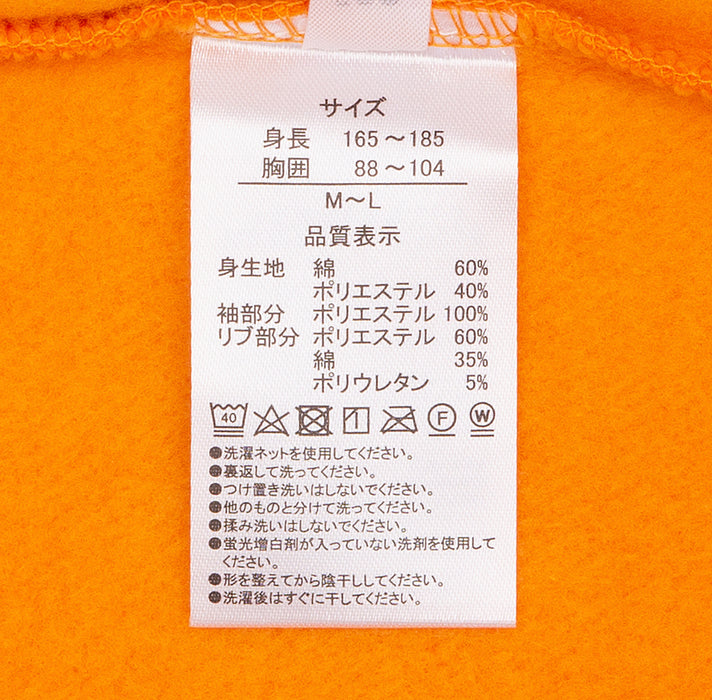 サイズ
身長 165～185
胸囲 88～104
M～L
品質表示
身生地 綿 60%
ポリエステル 40%
袖部分 ポリエステル 100%
リブ部分 ポリエステル 60%
綿 35%
ポリウレタン 5%
40 F W
●洗濯ネットを使用してください。
●裏返して洗ってください。
●つけ置き洗いはしないでください。
●他のものと分けて洗ってください。
●揉み洗いはしないでください。
●蛍光増白剤が入っていない洗剤を使用して
ください。
●形を整えてから陰干ししてください。
●洗濯後はすぐに干してください。